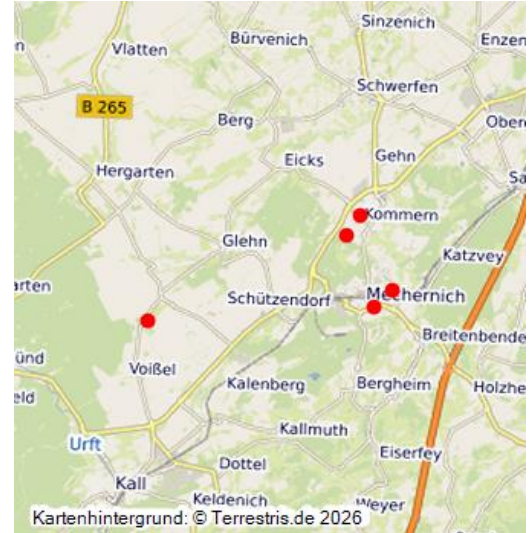 Sinzenich
Vlatten
Bürvenich
Enzen
Schwerfen
B 265
Berg
Ober
Eicks
Gehn
Hergarten
Sa
Kommern
Glehn
Katzvey
arten
Schützendorf
Mechernich
Breitenbende
ünd
Voißel
Kalenberg
Bergheim
Holzhe
eld
Kallmuth
Urft
Eiserfey
Dottel
Kall
Keldenich
Weyer
Kartenhintergrund: © Terrestris.de 2026